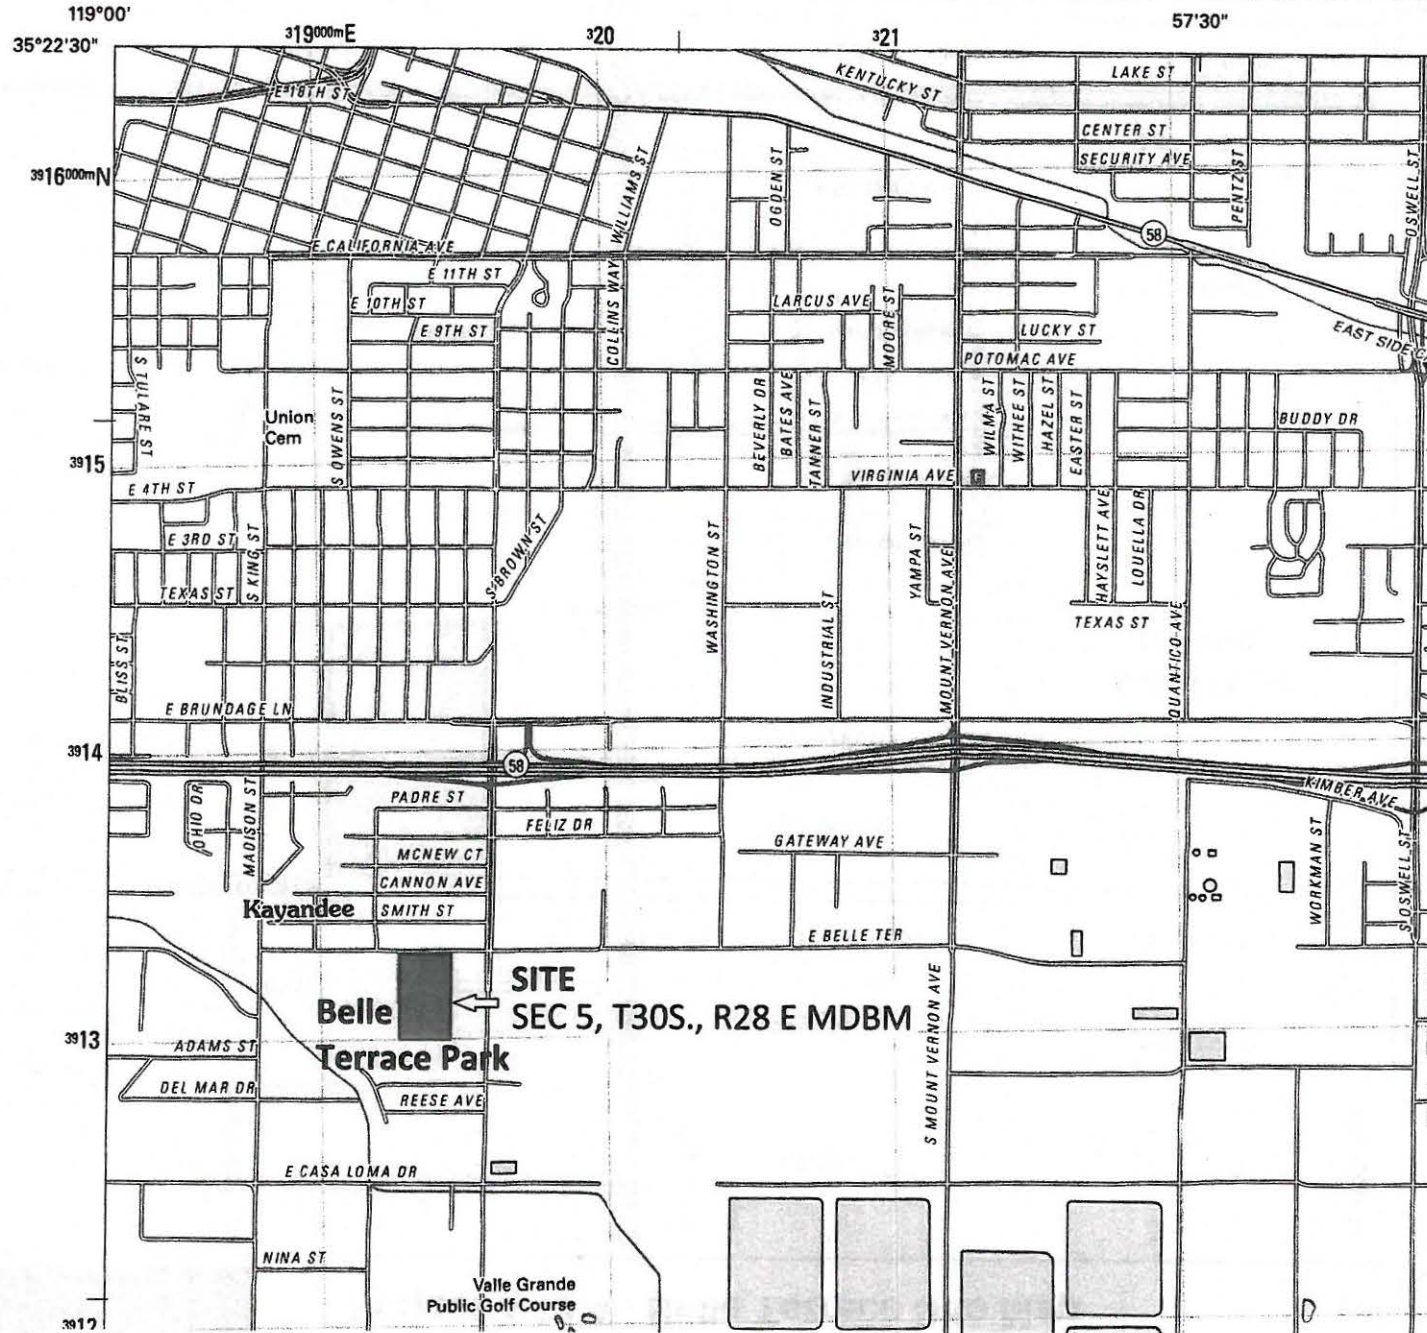 119°00'
57'30"
35°22'30"
319000mE
320
321
KENTUCKY ST
LAKE ST
E 18TH ST
CENTER ST
SECURITY AVE
3916000mN
WILLIAMS ST
OGDEN ST
PENTZ ST
OSWELL ST
58
E CALIFORNIA AVE
E 11TH ST
E 10TH ST
E 9TH ST
COLLINS WAY
LARCUS AVE
MOORE ST
LUCKY ST
EAST SIDE
POTOMAC AVE
S TULARE ST
Union
Cem
S OWENS ST
BEVERLY DR
BATES AVE
TANNER ST
WILMA ST
WITHEE ST
HAZEL ST
EASTER ST
BUDDY DR
3915
VIRGINIA AVE
E 4TH ST
E 3RD ST
S KING ST
S BROWN ST
TEXAS ST
WASHINGTON ST
YAMPA ST
MOUNT VERNON AVE
HAYSLETT AVE
LOUELLA DR
TEXAS ST
INDUSTRIAL ST
QUANTICO AVE
BLISS ST
E BRUNDAGE LN
3914
58
KIMBER AVE
OHIO DR
MADISON ST
PADRE ST
FELIZ DR
MCNEW CT
GATEWAY AVE
CANNON AVE
Kayandee
SMITH ST
WORKMAN ST
S OSWELL ST
E BELLE TER
SITE
SEC 5, T30S., R28 E MDBM
Belle
Terrace Park
S MOUNT VERNON AVE
3913
ADAMS ST
DEL MAR DR
REESE AVE
E CASA LOMA DR
NINA ST
Valle Grande
Public Golf Course
3912